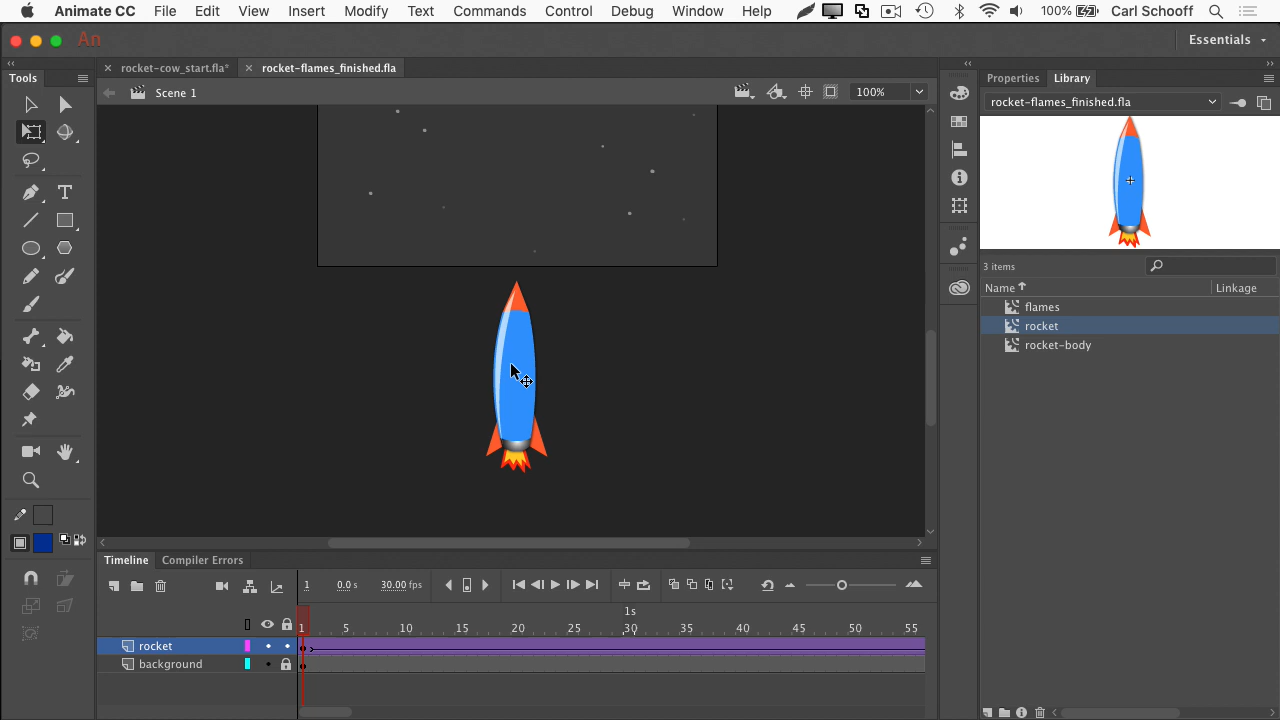 Animate CC File Edit View Insert Modify Text Commands Control Debug Window Help 100% Carl Schooff
An Essentials
Tools rocket-cow_start.fla* rocket-flames_finished.fla Properties Library
Scene 1 100% rocket-flames_finished.fla
3 items
Name Linkage
flames
rocket
rocket-body
Timeline Compiler Errors
1 0.0 s 30.00 fps
1s
1 5 10 15 20 25 30 35 40 45 50 55
rocket
background